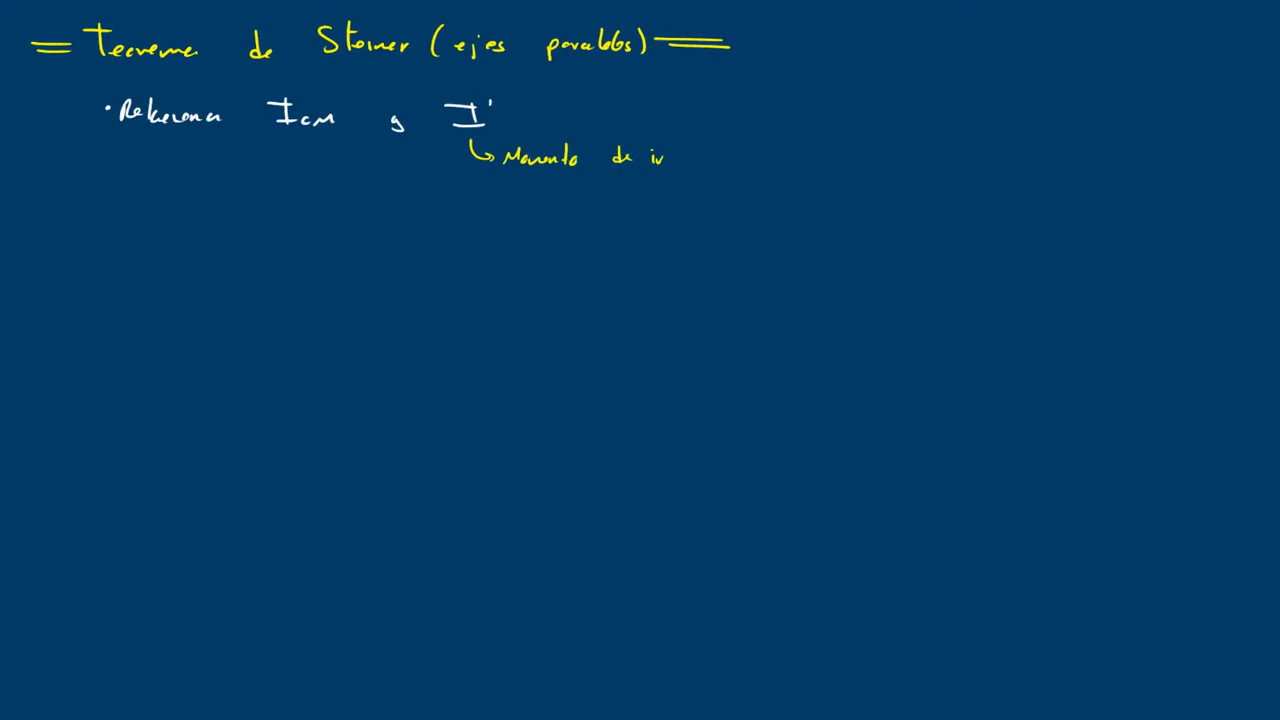 = Teorema de Steiner (ejes paralelos) =
• Relaciona Icm y I'
↳ Momento de in